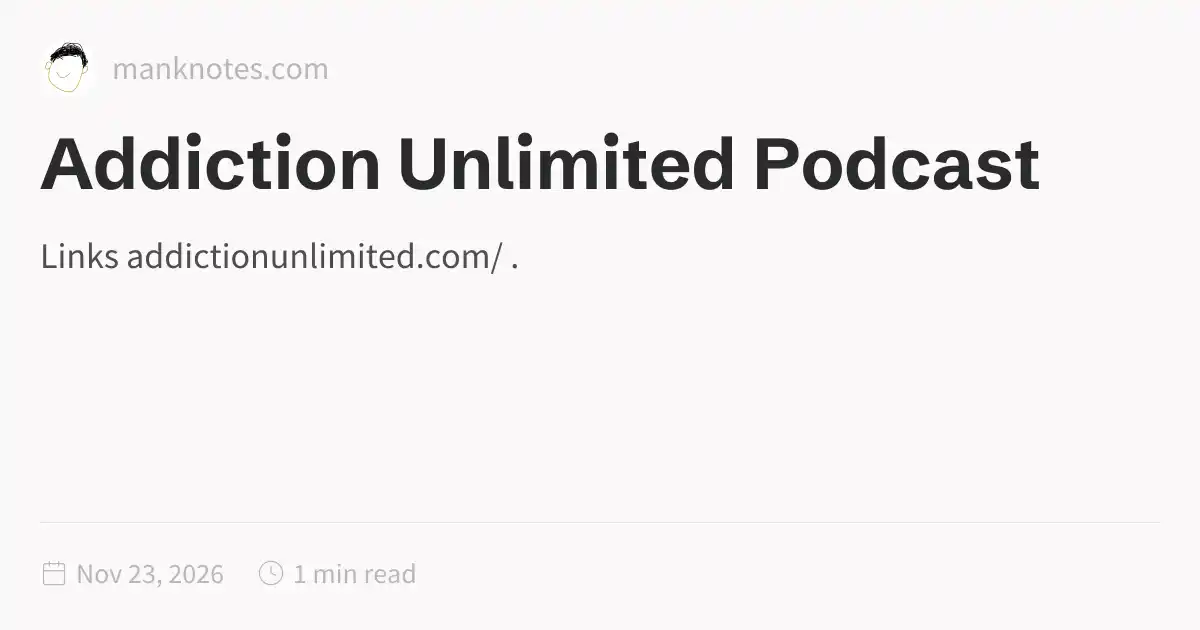 manknotes.com
Addiction Unlimited Podcast
Links addictionunlimited.com/ .
Nov 23, 2026 1 min read